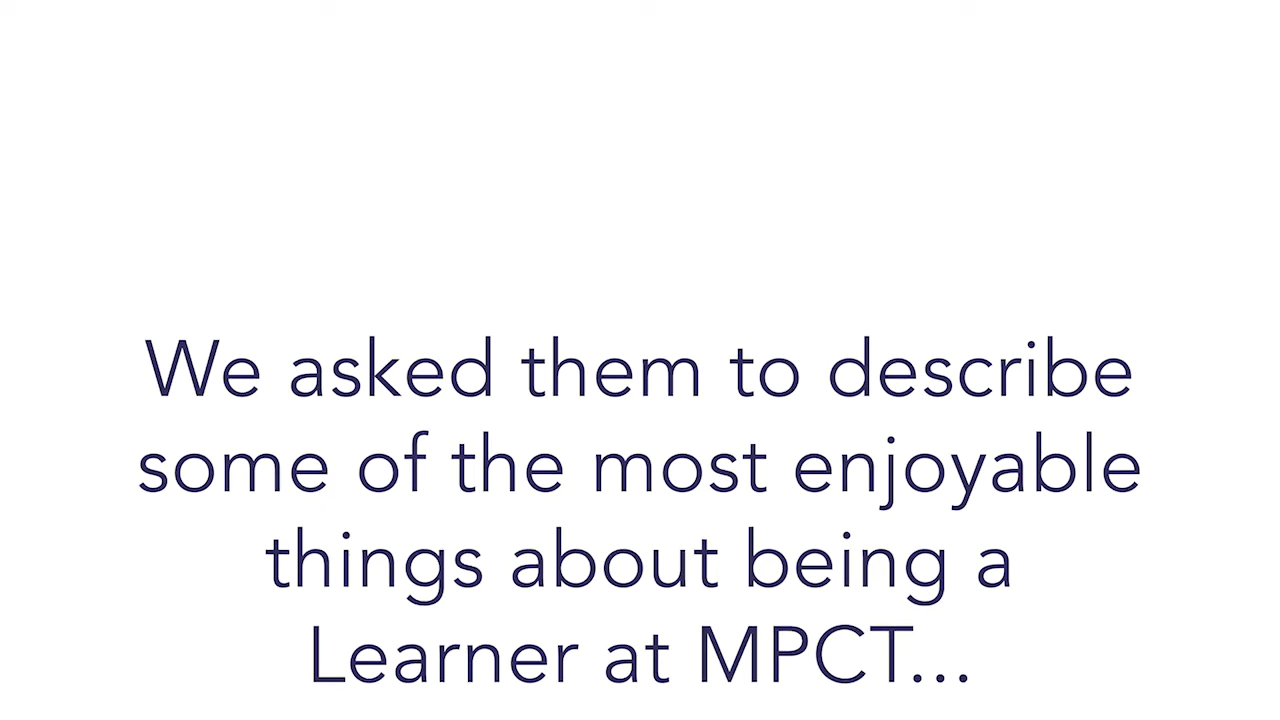 We asked them to describe
some of the most enjoyable
things about being a
Learner at MPCT...